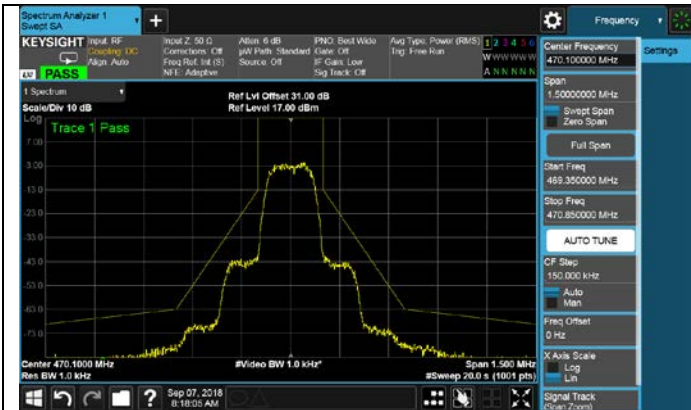 Spectrum Analyzer 1
Swept SA
+
Frequency
KEYSIGHT
Input: RF
Coupling: DC
Align: Auto
Input Z: 50 Ω
Corrections: Off
Freq Ref: Int (S)
NFE: Adaptive
Atten: 6 dB
µW Path: Standard
Source: Off
PNO: Best Wide
Gate: Off
IF Gain: Low
Sig Track: Off
Avg Type: Power (RMS)
Trig: Free Run
1 2 3 4 5 6
W W W W W W
A N N N N N
PASS
1 Spectrum
Scale/Div 10 dB
Ref Lvl Offset 31.00 dB
Ref Level 17.00 dBm
Log
Trace 1 Pass
7.00
-3.00
-13.0
-23.0
-33.0
-43.0
-53.0
-63.0
-73.0
Center 470.1000 MHz
Res BW 1.0 kHz
#Video BW 1.0 kHz*
Span 1.500 MHz
#Sweep 20.0 s (1001 pts)
Sep 07, 2018
8:18:05 AM
?
Center Frequency
470.100000 MHz
Settings
Span
1.50000000 MHz
Swept Span
Zero Span
Full Span
Start Freq
469.350000 MHz
Stop Freq
470.850000 MHz
AUTO TUNE
CF Step
150.000 kHz
Auto
Man
Freq Offset
0 Hz
X Axis Scale
Log
Lin
Signal Track
(Span Zoom)